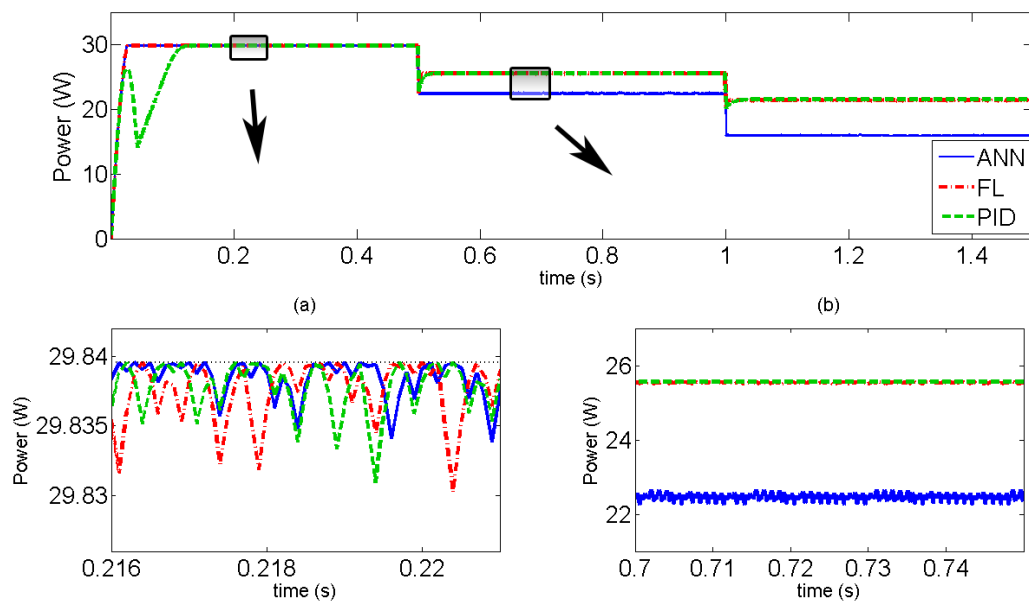 30
20
10
0
Power (W)
0.2
0.4
0.6
0.8
1
1.2
1.4
time (s)
ANN
FL
PID
(a)
(b)
29.84
29.835
29.83
Power (W)
0.216
0.218
0.22
time (s)
26
24
22
Power (W)
0.7
0.71
0.72
0.73
0.74
time (s)